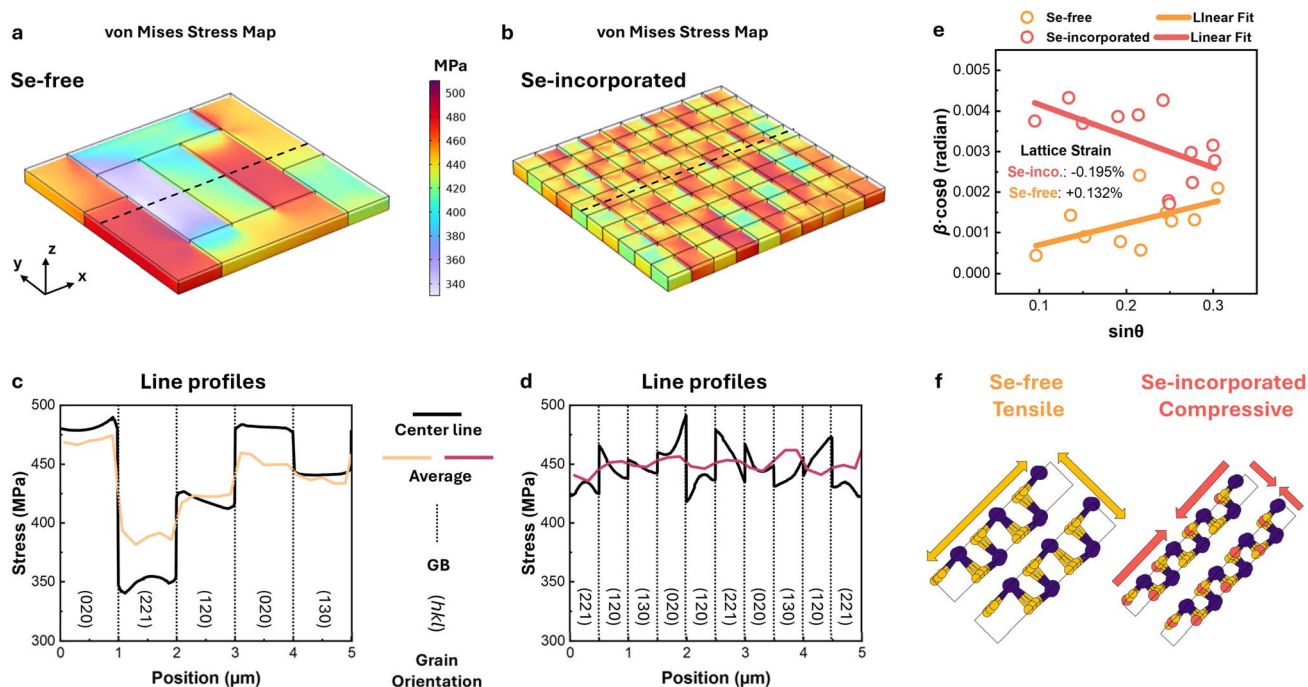 a
von Mises Stress Map
Se-free
MPa
500
480
460
440
420
400
380
360
340
z
y
x
b
von Mises Stress Map
Se-incorporated
e
Se-free
LInear Fit
Se-incorporated
Linear Fit
0.005
0.004
0.003
0.002
0.001
0.000
β·cosθ (radian)
Lattice Strain
Se-inco.: -0.195%
Se-free: +0.132%
0.1
0.2
0.3
sinθ
c
Line profiles
500
450
400
350
300
Stress (MPa)
(020)
(221)
(120)
(020)
(130)
0
1
2
3
4
5
Position (μm)
Center line
Average
GB
(hkl)
Grain
Orientation
d
Line profiles
500
450
400
350
300
Stress (MPa)
(221)
(120)
(130)
(020)
(120)
(221)
(020)
(130)
(120)
(221)
0
1
2
3
4
5
Position (μm)
f
Se-free
Tensile
Se-incorporated
Compressive